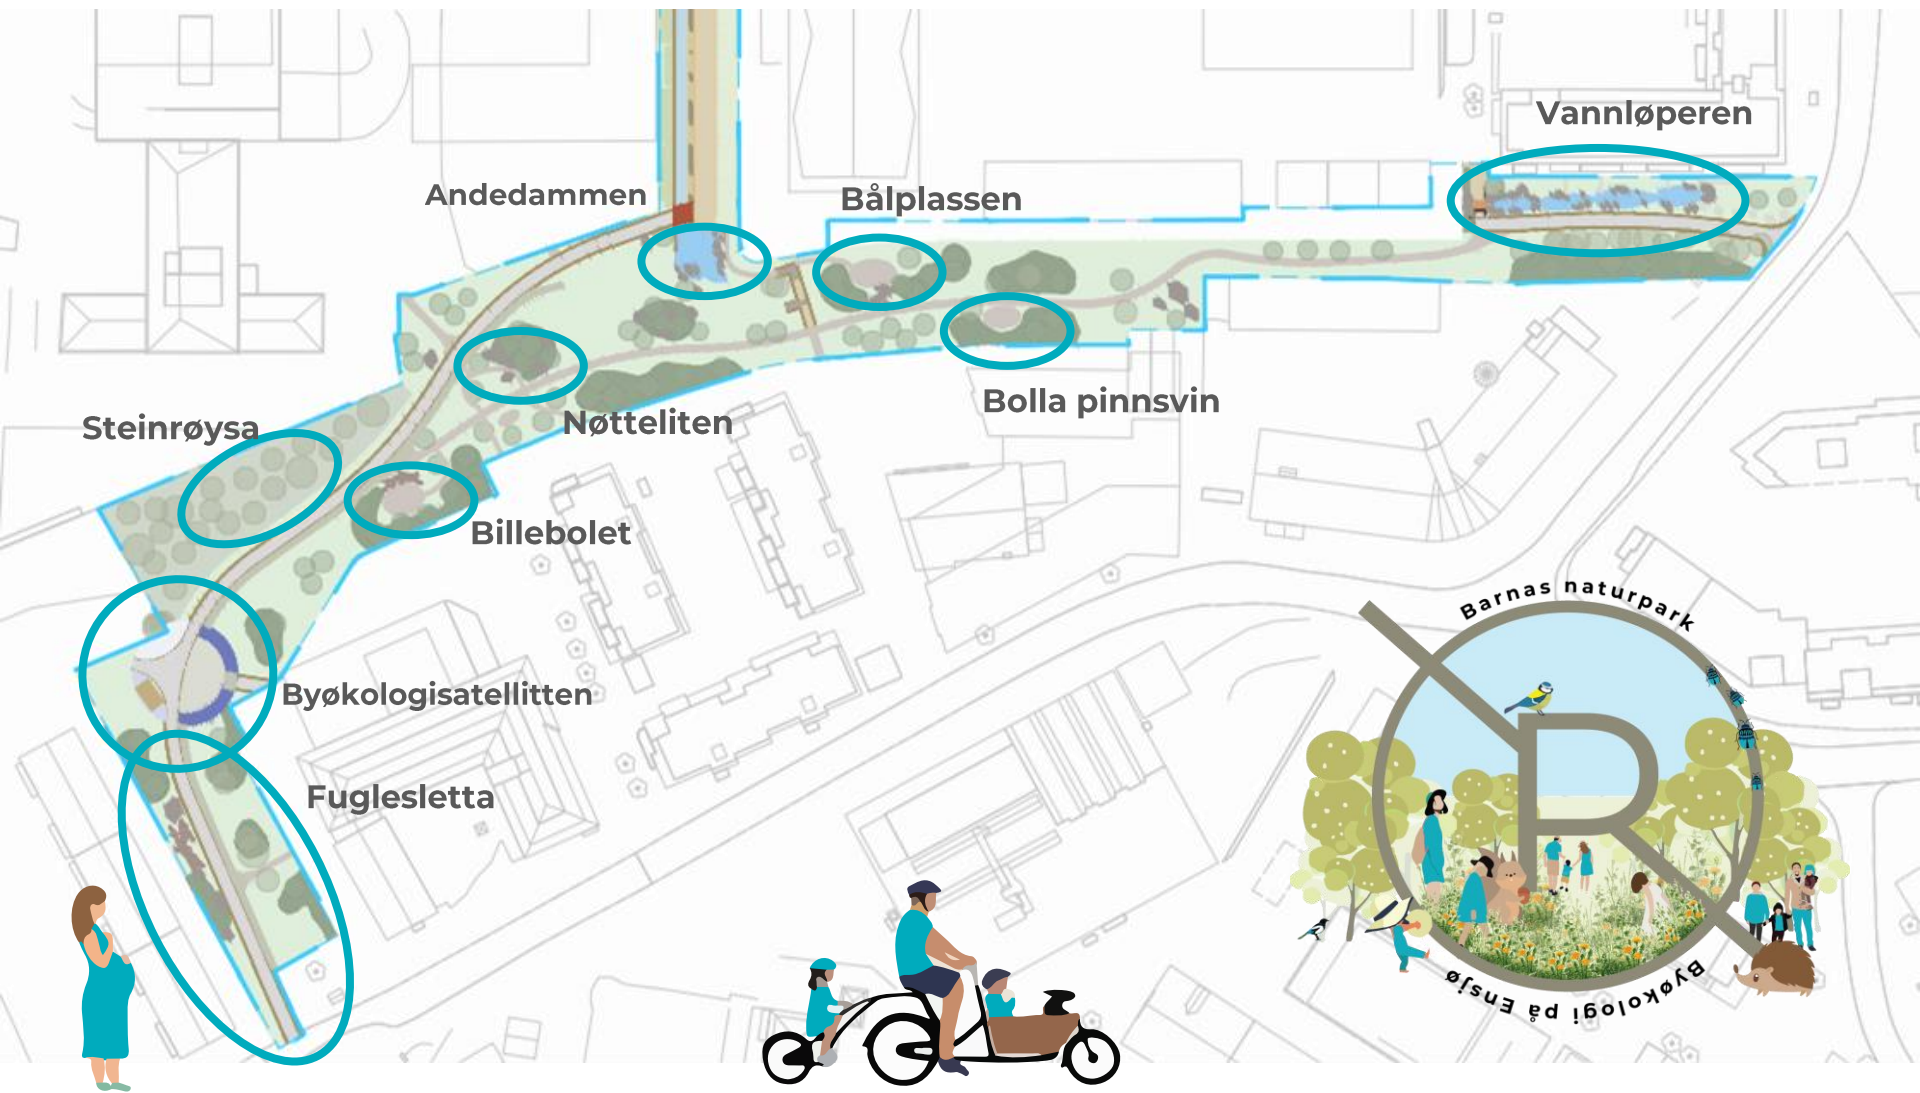 Vannløperen
Andedammen
Bålplassen
Bolla pinnsvin
Nøtteliten
Steinrøysa
Billebolet
Byøkologisatellitten
Fuglesletta
Barnas naturpark
R
Byøkologi på Ensjø